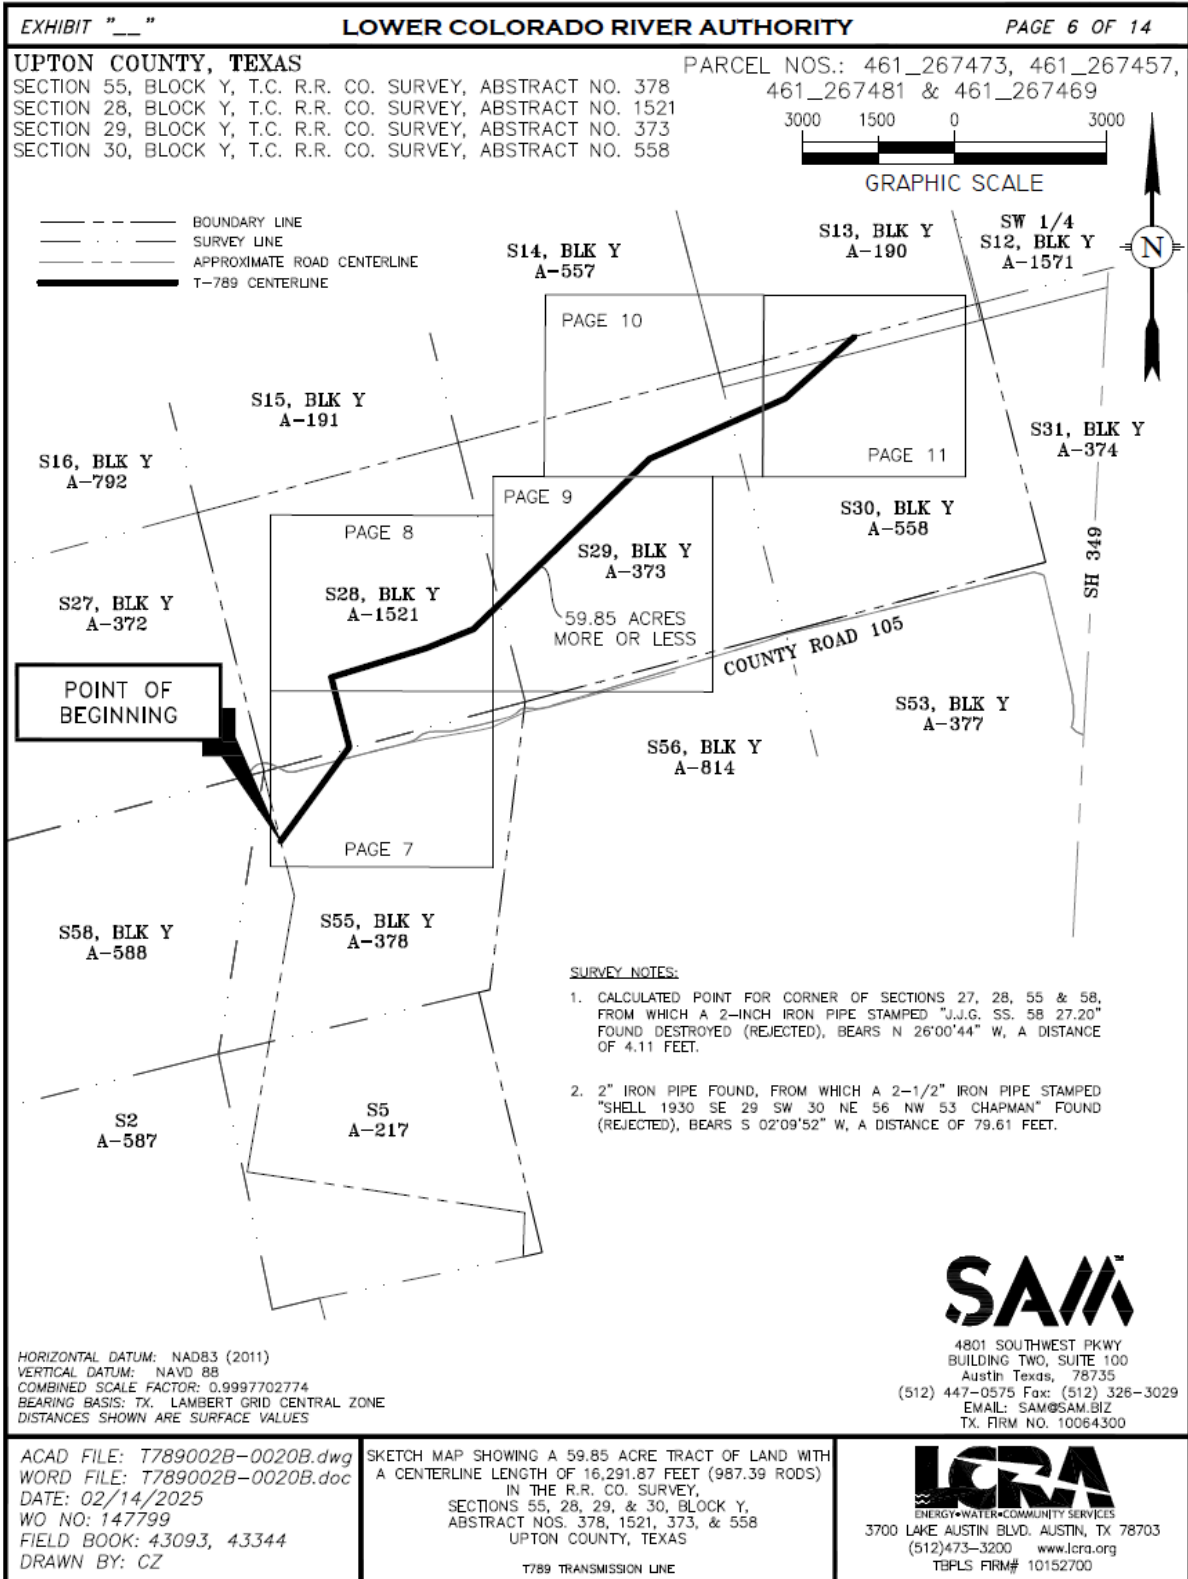 EXHIBIT "__"
LOWER COLORADO RIVER AUTHORITY
PAGE 6 OF 14
UPTON COUNTY, TEXAS
SECTION 55, BLOCK Y, T.C. R.R. CO. SURVEY, ABSTRACT NO. 378
SECTION 28, BLOCK Y, T.C. R.R. CO. SURVEY, ABSTRACT NO. 1521
SECTION 29, BLOCK Y, T.C. R.R. CO. SURVEY, ABSTRACT NO. 373
SECTION 30, BLOCK Y, T.C. R.R. CO. SURVEY, ABSTRACT NO. 558
PARCEL NOS.: 461_267473, 461_267457,
461_267481 & 461_267469
3000 1500 0 3000
GRAPHIC SCALE
N
BOUNDARY LINE
SURVEY LINE
APPROXIMATE ROAD CENTERLINE
T-789 CENTERLINE
S14, BLK Y
A-557
S13, BLK Y
A-190
SW 1/4
S12, BLK Y
A-1571
PAGE 10
S15, BLK Y
A-191
S16, BLK Y
A-792
S31, BLK Y
A-374
PAGE 11
PAGE 9
PAGE 8
S30, BLK Y
A-558
S29, BLK Y
A-373
SH 349
S28, BLK Y
A-1521
S27, BLK Y
A-372
59.85 ACRES
MORE OR LESS
COUNTY ROAD 105
POINT OF
BEGINNING
S53, BLK Y
A-377
S56, BLK Y
A-814
PAGE 7
S58, BLK Y
A-588
S55, BLK Y
A-378
SURVEY NOTES:
1. CALCULATED POINT FOR CORNER OF SECTIONS 27, 28, 55 & 58,
FROM WHICH A 2-INCH IRON PIPE STAMPED "J.J.G. SS. 58 27.20"
FOUND DESTROYED (REJECTED), BEARS N 26°00'44" W, A DISTANCE
OF 4.11 FEET.
2. 2" IRON PIPE FOUND, FROM WHICH A 2-1/2" IRON PIPE STAMPED
"SHELL 1930 SE 29 SW 30 NE 56 NW 53 CHAPMAN" FOUND
(REJECTED), BEARS S 02°09'52" W, A DISTANCE OF 79.61 FEET.
S2
A-587
S5
A-217
SAM
4801 SOUTHWEST PKWY
BUILDING TWO, SUITE 100
Austin Texas, 78735
(512) 447-0575 Fax: (512) 326-3029
EMAIL: SAM@SAM.BIZ
TX. FIRM NO. 10064300
HORIZONTAL DATUM: NAD83 (2011)
VERTICAL DATUM: NAVD 88
COMBINED SCALE FACTOR: 0.9997702774
BEARING BASIS: TX. LAMBERT GRID CENTRAL ZONE
DISTANCES SHOWN ARE SURFACE VALUES
ACAD FILE: T789002B-0020B.dwg
WORD FILE: T789002B-0020B.doc
DATE: 02/14/2025
WO NO: 147799
FIELD BOOK: 43093, 43344
DRAWN BY: CZ
SKETCH MAP SHOWING A 59.85 ACRE TRACT OF LAND WITH
A CENTERLINE LENGTH OF 16,291.87 FEET (987.39 RODS)
IN THE R.R. CO. SURVEY,
SECTIONS 55, 28, 29, & 30, BLOCK Y,
ABSTRACT NOS. 378, 1521, 373, & 558
UPTON COUNTY, TEXAS
T789 TRANSMISSION LINE
LCRA
ENERGY•WATER•COMMUNITY SERVICES
3700 LAKE AUSTIN BLVD. AUSTIN, TX 78703
(512)473-3200 www.lcra.org
TBPLS FIRM# 10152700